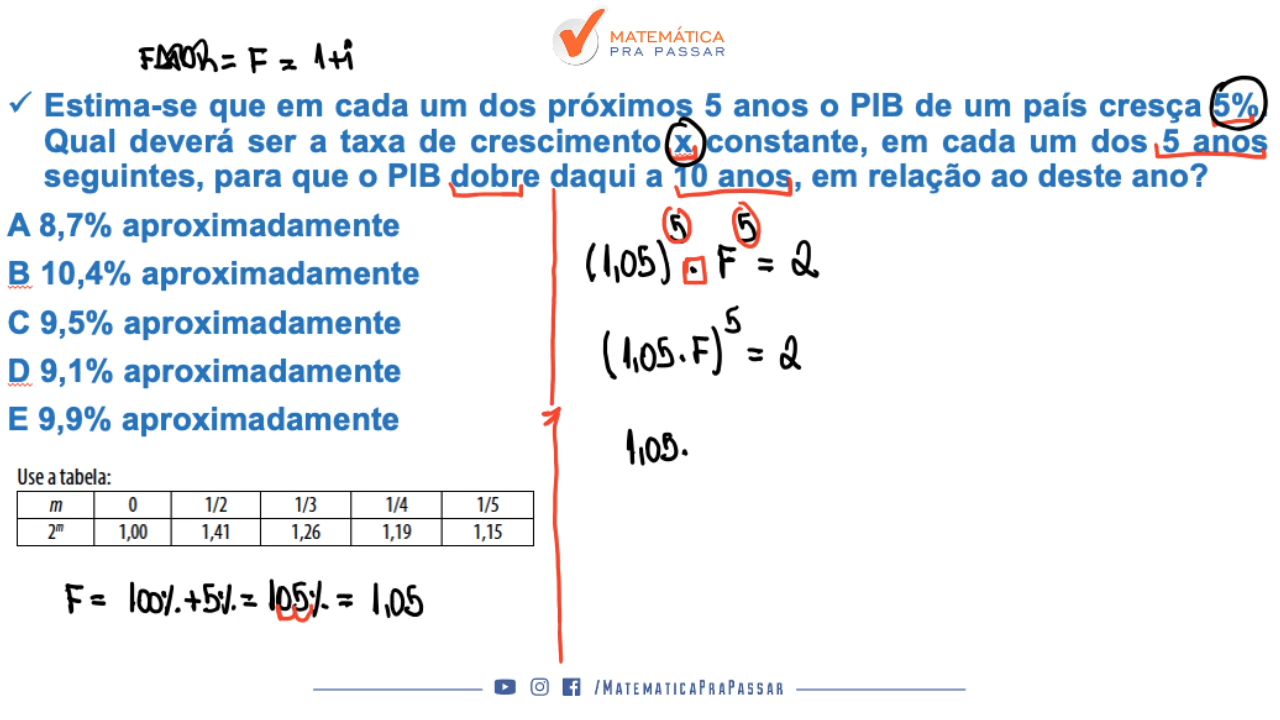 MATEMÁTICA
PRA PASSAR
FATOR = F = 1+i
✓ Estima-se que em cada um dos próximos 5 anos o PIB de um país cresça 5%
Qual deverá ser a taxa de crescimento x constante, em cada um dos 5 anos
seguintes, para que o PIB dobre daqui a 10 anos, em relação ao deste ano?
A 8,7% aproximadamente
B 10,4% aproximadamente
C 9,5% aproximadamente
D 9,1% aproximadamente
E 9,9% aproximadamente
(1,05)⁵ · F⁵ = 2
(1,05 · F)⁵ = 2
1,05 ·
Use a tabela:
m 0 1/2 1/3 1/4 1/5
2ᵐ 1,00 1,41 1,26 1,19 1,15
F = 100% + 5% = 105% = 1,05
/MATEMATICAPRAPASSAR